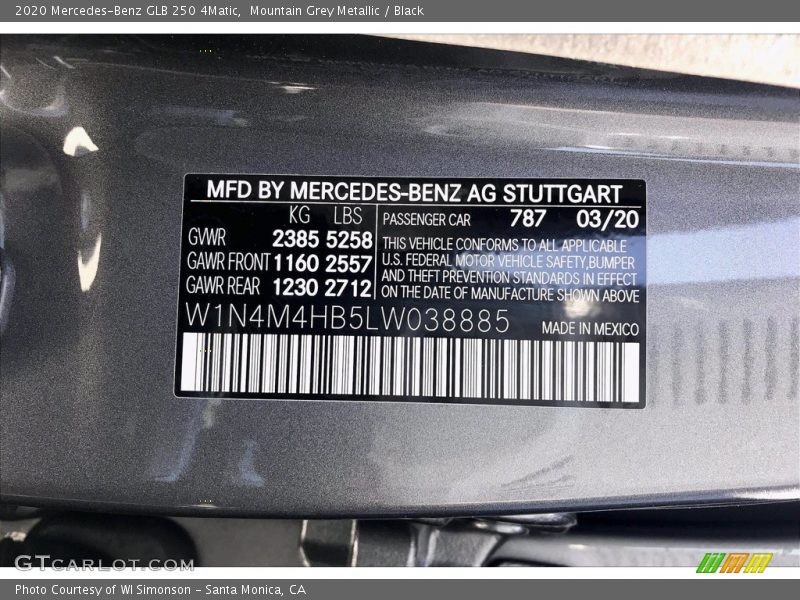 2020 Mercedes-Benz GLB 250 4Matic,  Mountain Grey Metallic / Black
MFD BY MERCEDES-BENZ AG STUTTGART
KG LBS
GVWR 2385 5258
GAWR FRONT 1160 2557
GAWR REAR 1230 2712
PASSENGER CAR 787 03/20
THIS VEHICLE CONFORMS TO ALL APPLICABLE
U.S. FEDERAL MOTOR VEHICLE SAFETY,BUMPER
AND THEFT PREVENTION STANDARDS IN EFFECT
ON THE DATE OF MANUFACTURE SHOWN ABOVE
W1N4M4HB5LW038885
MADE IN MEXICO
GTCARLOT.COM
Photo Courtesy of WI Simonson - Santa Monica, CA